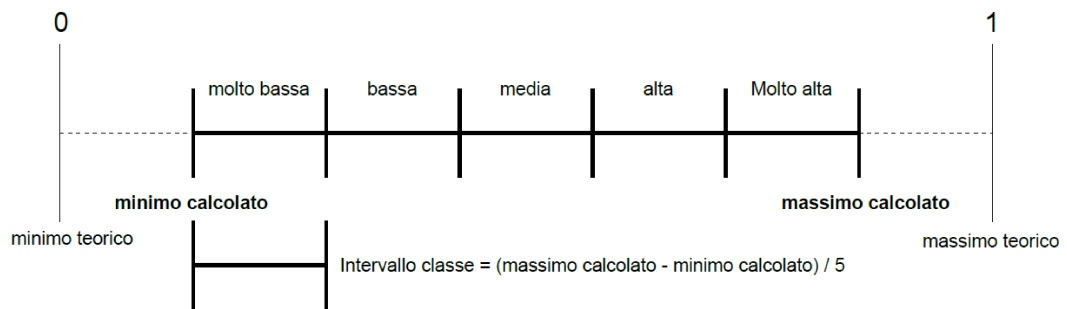 0 1
molto bassa bassa media alta Molto alta
minimo calcolato massimo calcolato
minimo teorico massimo teorico
Intervallo classe = (massimo calcolato - minimo calcolato) / 5